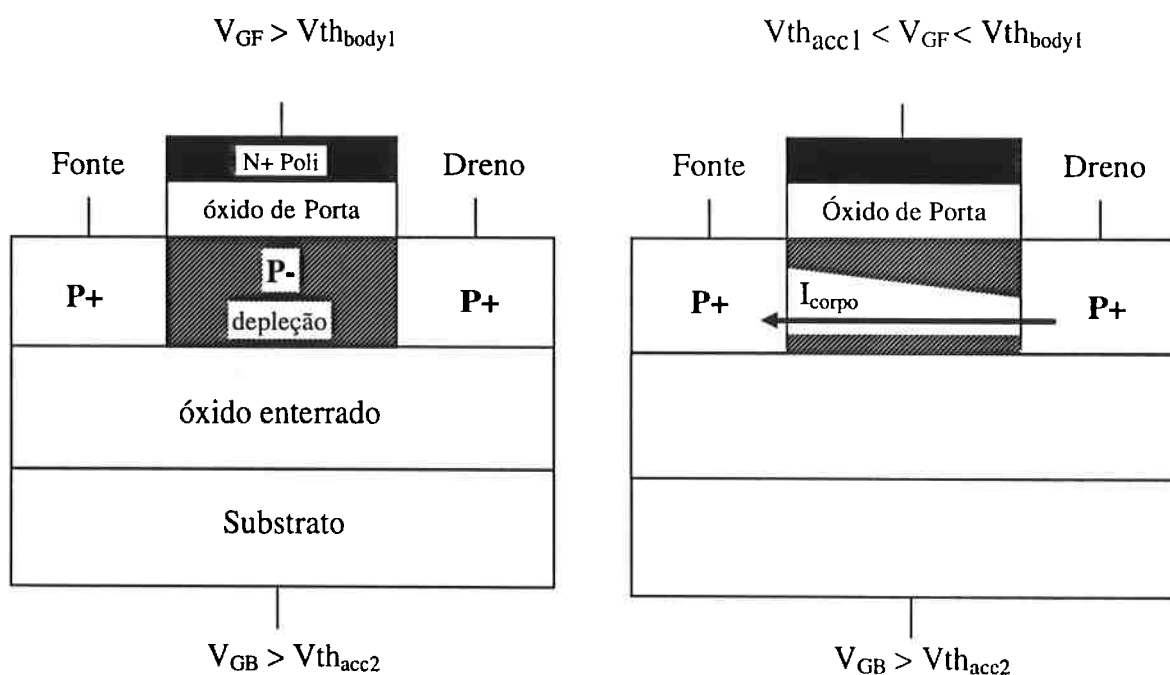 V_GF > Vth_body1
Fonte
N+ Poli
Dreno
óxido de Porta
P-
P+
depleção
P+
óxido enterrado
Substrato
V_GB > Vth_acc2
Vth_acc1 < V_GF < Vth_body1
Fonte
Dreno
Óxido de Porta
P+
I_corpo
P+
V_GB > Vth_acc2